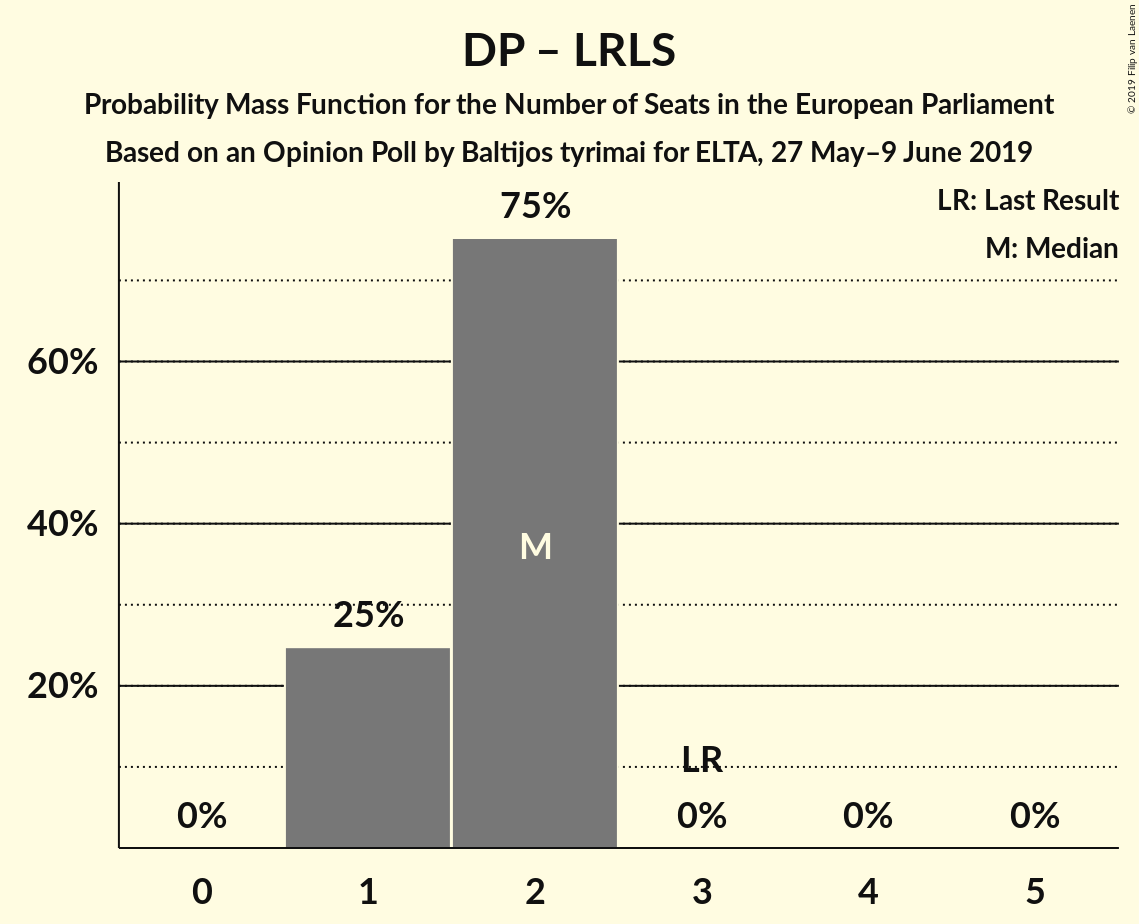 DP – LRLS
Probability Mass Function for the Number of Seats in the European Parliament
Based on an Opinion Poll by Baltijos tyrimai for ELTA, 27 May–9 June 2019
© 2019 Filip van Laenen
LR: Last Result
M: Median
75%
60%
40%
M
25%
20%
LR
0% 0% 0% 0%
0 1 2 3 4 5